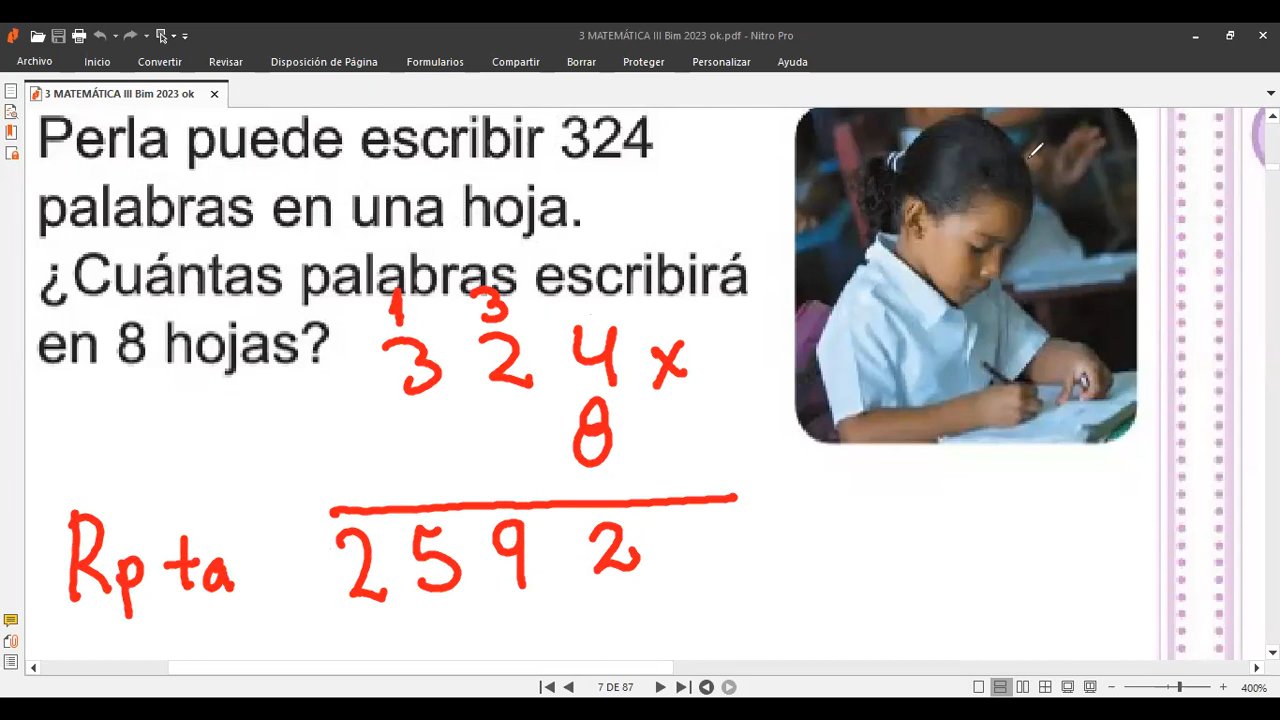 3 MATEMÁTICA III Bim 2023 ok.pdf - Nitro Pro
Archivo Inicio Convertir Revisar Disposición de Página Formularios Compartir Borrar Proteger Personalizar Ayuda
3 MATEMÁTICA III Bim 2023 ok
Perla puede escribir 324
palabras en una hoja.
¿Cuántas palabras escribirá
en 8 hojas?
1 3
3 2 4 x
8
Rpta 2 5 9 2
7 DE 87
400%